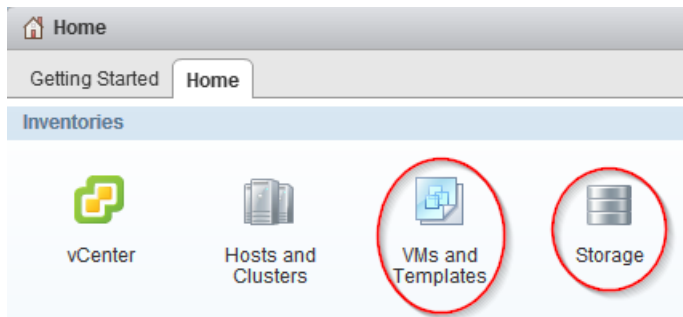 Home
Getting Started Home
Inventories
vCenter
Hosts and
Clusters
VMs and
Templates
Storage